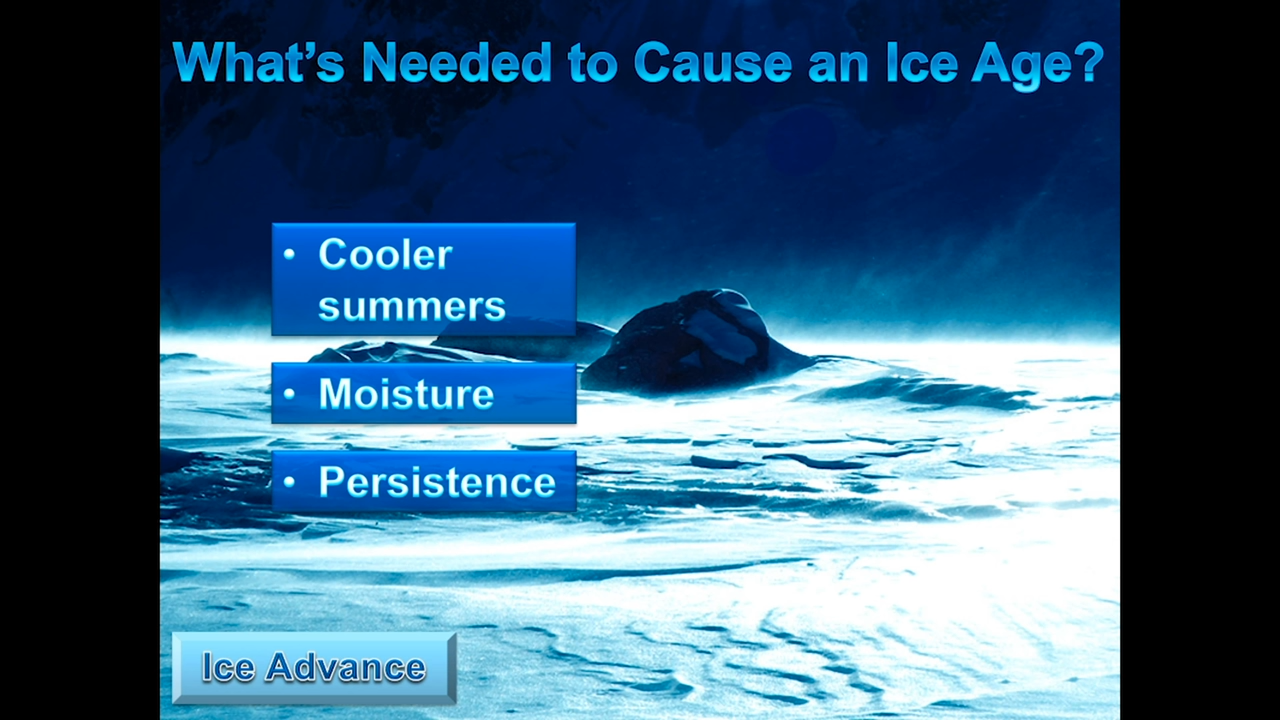 What’s Needed to Cause an Ice Age?
• Cooler
summers
• Moisture
• Persistence
Ice Advance